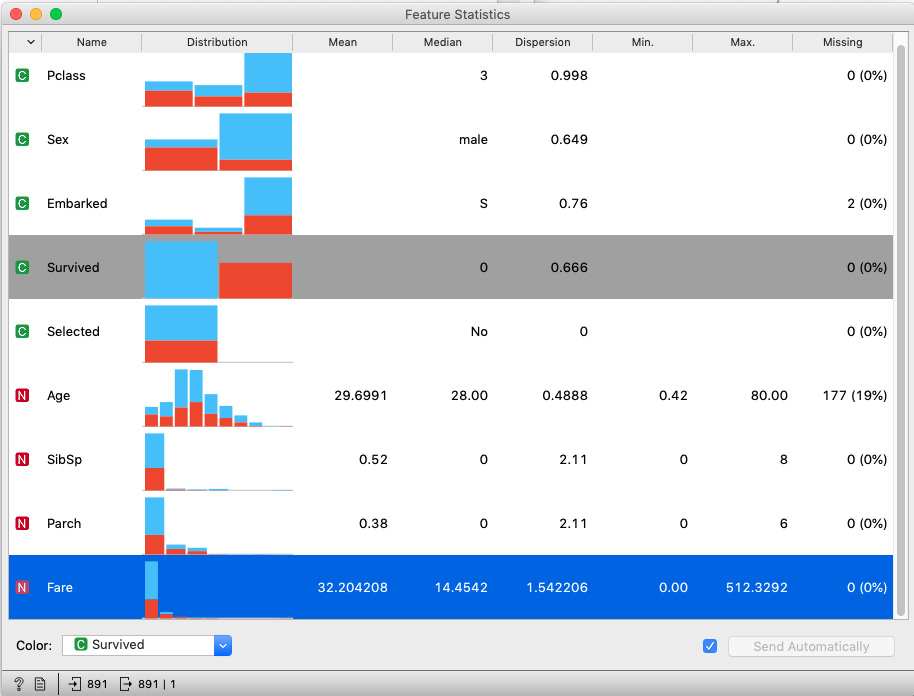 Feature Statistics
Name Distribution Mean Median Dispersion Min. Max. Missing
C Pclass 3 0.998 0 (0%)
C Sex male 0.649 0 (0%)
C Embarked S 0.76 2 (0%)
C Survived 0 0.666 0 (0%)
C Selected No 0 0 (0%)
N Age 29.6991 28.00 0.4888 0.42 80.00 177 (19%)
N SibSp 0.52 0 2.11 0 8 0 (0%)
N Parch 0.38 0 2.11 0 6 0 (0%)
N Fare 32.204208 14.4542 1.542206 0.00 512.3292 0 (0%)
Color: C Survived Send Automatically
? 891 891 | 1